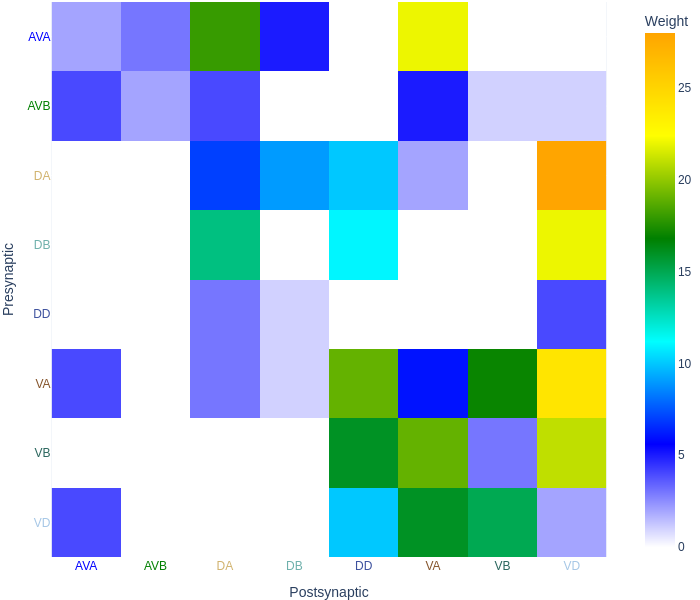 Weight
AVA
AVB
DA
DB
DD
VA
VB
VD
Presynaptic
AVA AVB DA DB DD VA VB VD
Postsynaptic
25
20
15
10
5
0